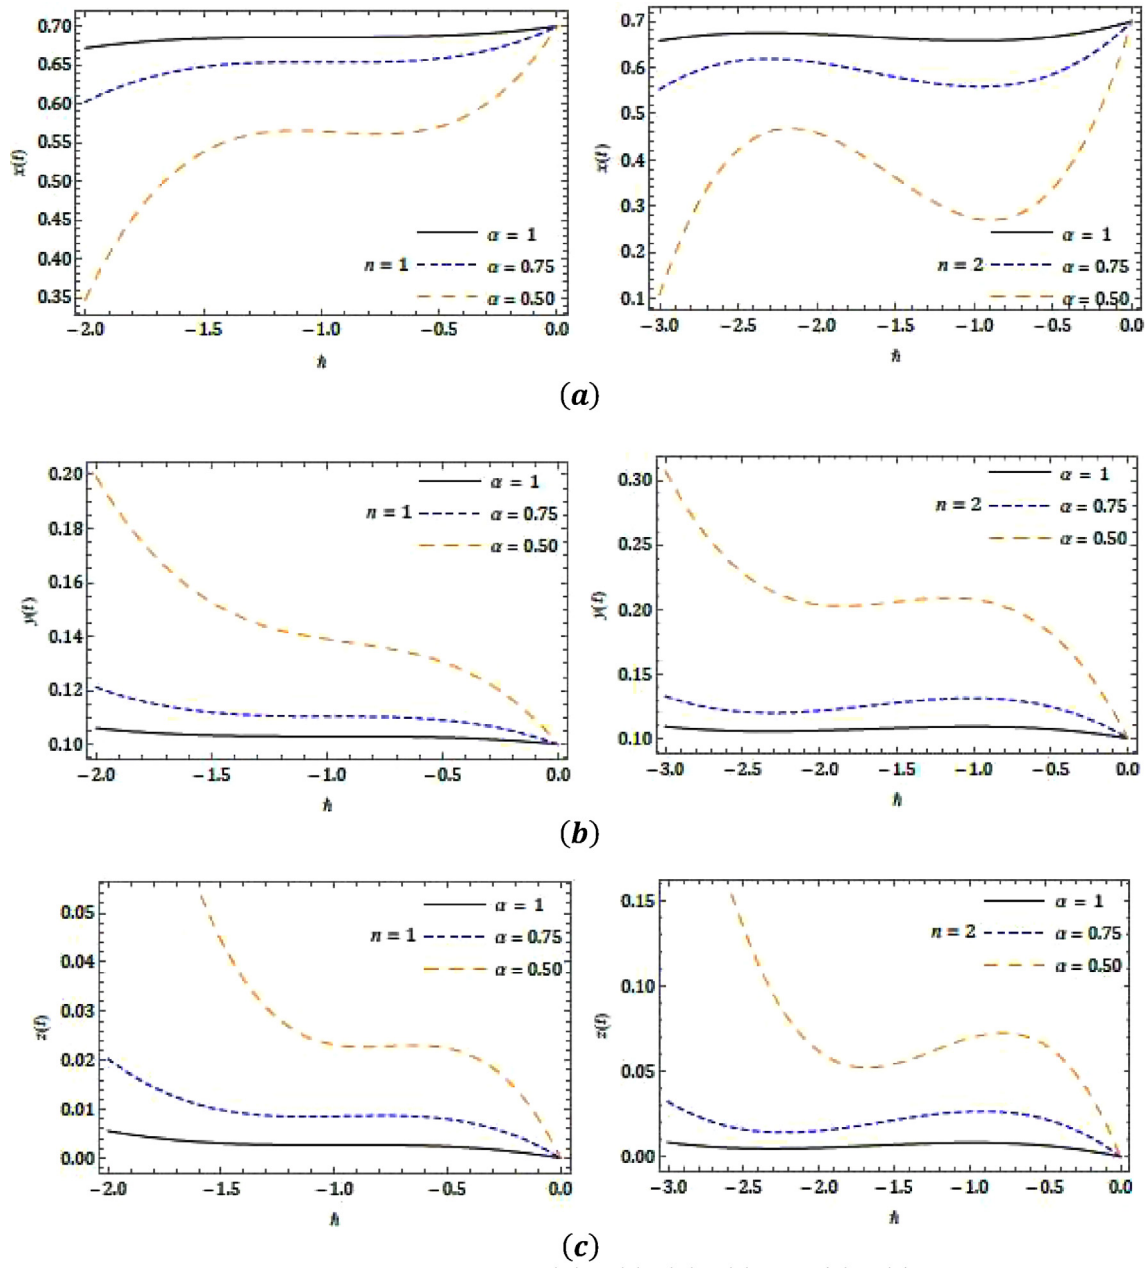 0.70
0.65
0.60
0.55
0.50
0.45
0.40
0.35
x(t)
−2.0 −1.5 −1.0 −0.5 0.0
ħ
n = 1
α = 1
α = 0.75
α = 0.50
0.7
0.6
0.5
0.4
0.3
0.2
0.1
x(t)
−3.0 −2.5 −2.0 −1.5 −1.0 −0.5 0.0
ħ
n = 2
α = 1
α = 0.75
α = 0.50
(a)
0.20
0.18
0.16
0.14
0.12
0.10
y(t)
−2.0 −1.5 −1.0 −0.5 0.0
ħ
n = 1
α = 1
α = 0.75
α = 0.50
0.30
0.25
0.20
0.15
0.10
y(t)
−3.0 −2.5 −2.0 −1.5 −1.0 −0.5 0.0
ħ
n = 2
α = 1
α = 0.75
α = 0.50
(b)
0.05
0.04
0.03
0.02
0.01
0.00
z(t)
−2.0 −1.5 −1.0 −0.5 0.0
ħ
n = 1
α = 1
α = 0.75
α = 0.50
0.15
0.10
0.05
0.00
z(t)
−3.0 −2.5 −2.0 −1.5 −1.0 −0.5 0.0
ħ
n = 2
α = 1
α = 0.75
α = 0.50
(c)